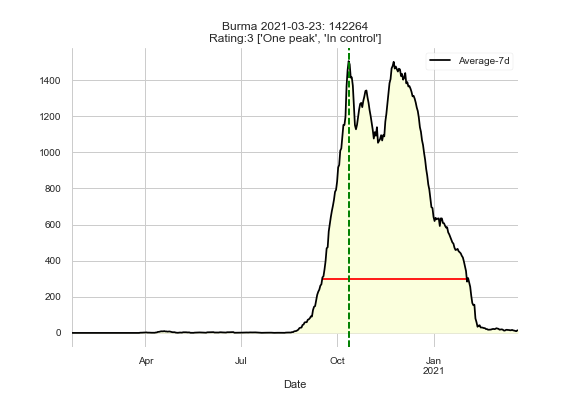 Burma 2021-03-23: 142264
Rating:3 ['One peak', 'In control']
Average-7d
1400
1200
1000
800
600
400
200
0
Apr
Jul
Oct
Jan
2021
Date